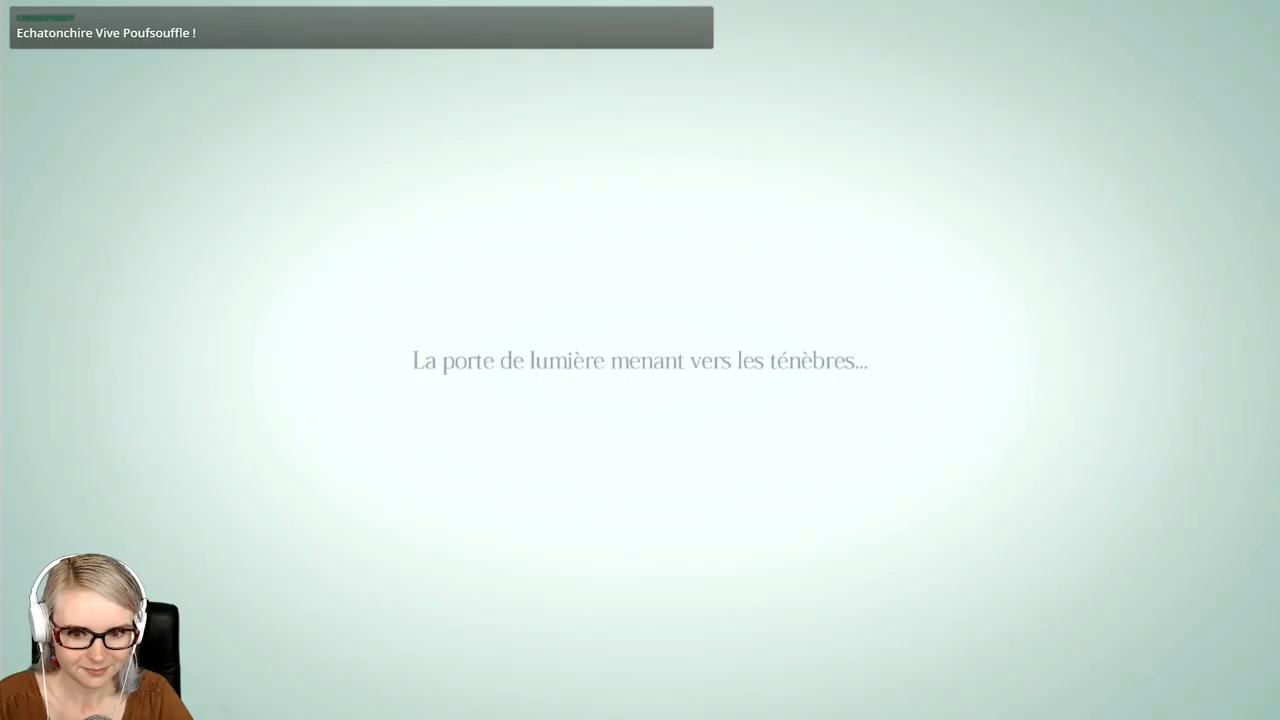 Echatonchire Vive Poufsouffle !
La porte de lumière menant vers les ténèbres...